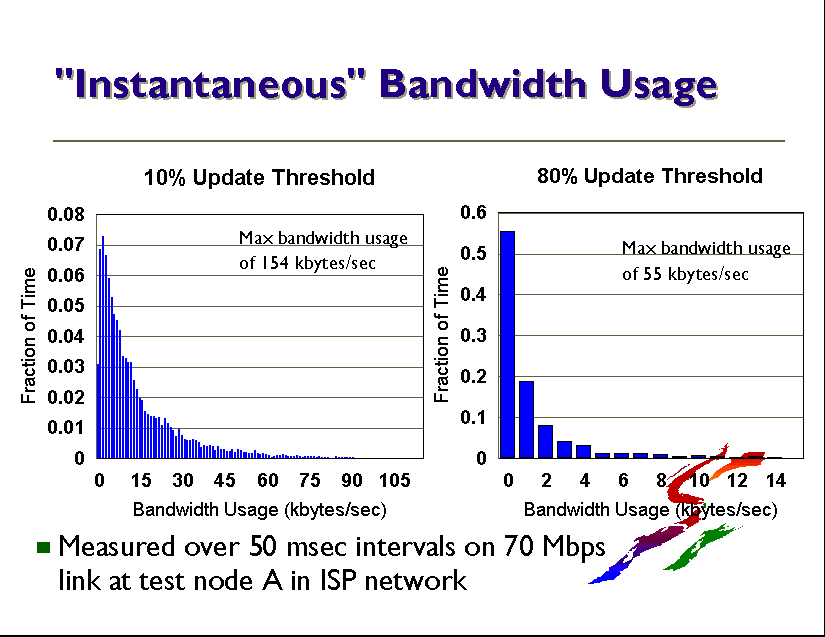 "Instantaneous" Bandwidth Usage
10% Update Threshold
0.08
0.07
0.06
0.05
0.04
0.03
0.02
0.01
0
Fraction of Time
Max bandwidth usage
of 154 kbytes/sec
0 15 30 45 60 75 90 105
Bandwidth Usage (kbytes/sec)
80% Update Threshold
0.6
0.5
0.4
0.3
0.2
0.1
0
Fraction of Time
Max bandwidth usage
of 55 kbytes/sec
0 2 4 6 8 10 12 14
Bandwidth Usage (kbytes/sec)
Measured over 50 msec intervals on 70 Mbps
link at test node A in ISP network